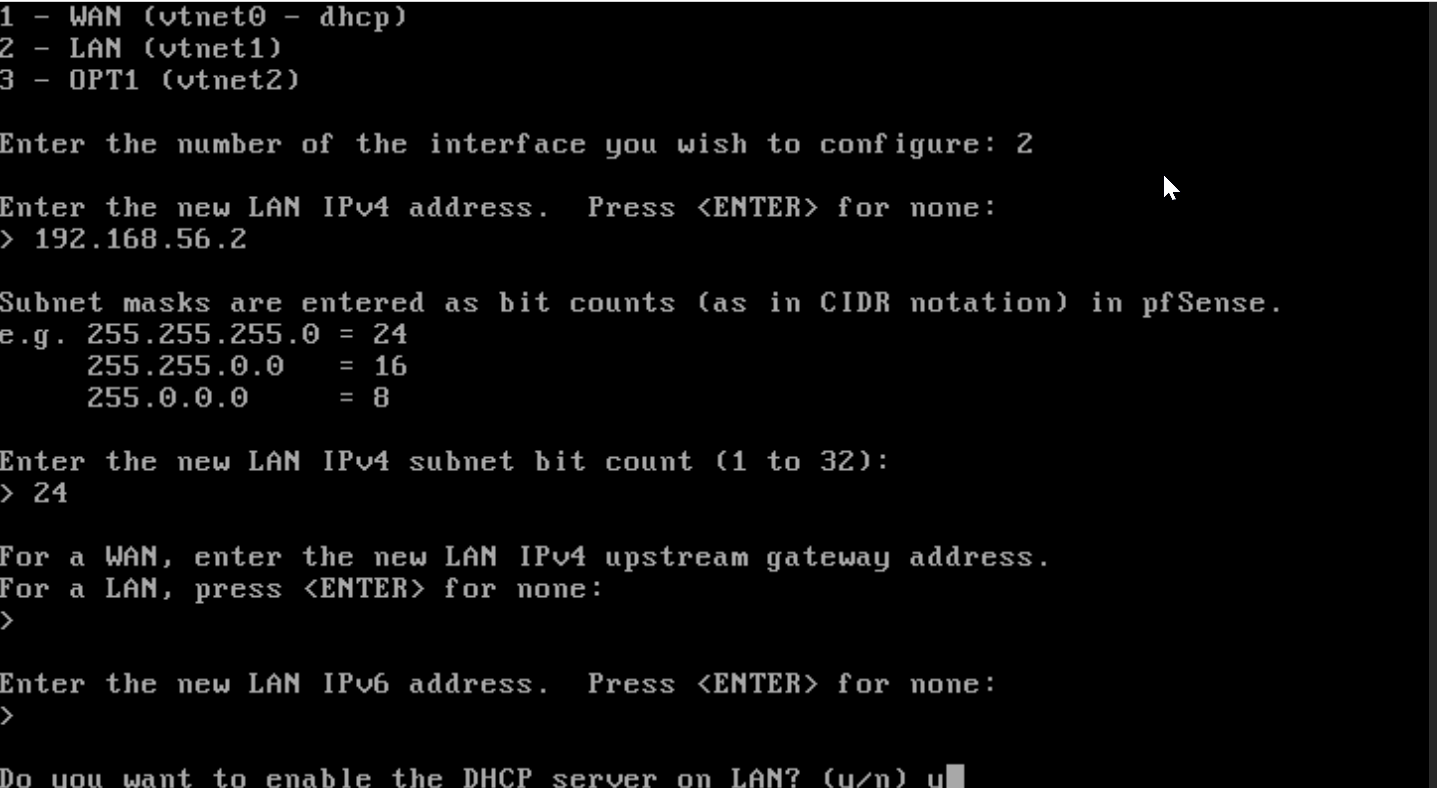 1 - WAN (vtnet0 - dhcp)
2 - LAN (vtnet1)
3 - OPT1 (vtnet2)
Enter the number of the interface you wish to configure: 2
Enter the new LAN IPv4 address.  Press <ENTER> for none:
> 192.168.56.2
Subnet masks are entered as bit counts (as in CIDR notation) in pfSense.
e.g. 255.255.255.0 = 24
     255.255.0.0   = 16
     255.0.0.0     = 8
Enter the new LAN IPv4 subnet bit count (1 to 32):
> 24
For a WAN, enter the new LAN IPv4 upstream gateway address.
For a LAN, press <ENTER> for none:
>
Enter the new LAN IPv6 address.  Press <ENTER> for none:
>
Do you want to enable the DHCP server on LAN? (y/n) y